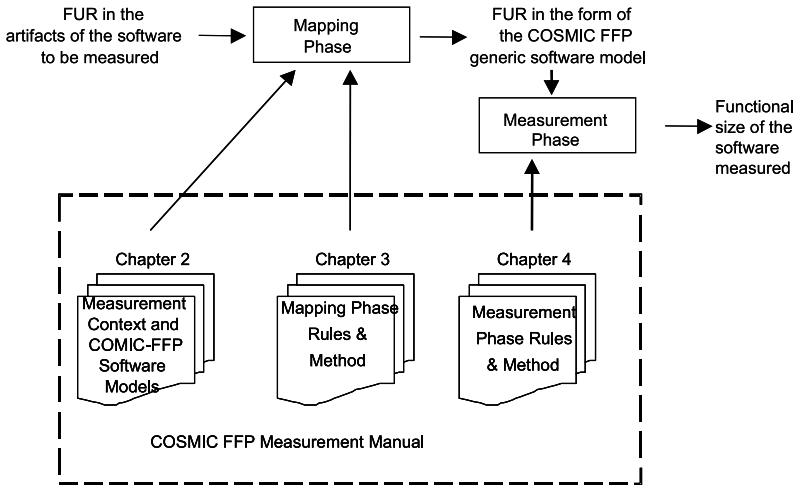 FUR in the
artifacts of the software
to be measured
Mapping
Phase
FUR in the form of
the COSMIC FFP
generic software model
Measurement
Phase
Functional
size of the
software
measured
Chapter 2
Measurement
Context and
COMIC-FFP
Software
Models
Chapter 3
Mapping Phase
Rules &
Method
Chapter 4
Measurement
Phase Rules
& Method
COSMIC FFP Measurement Manual